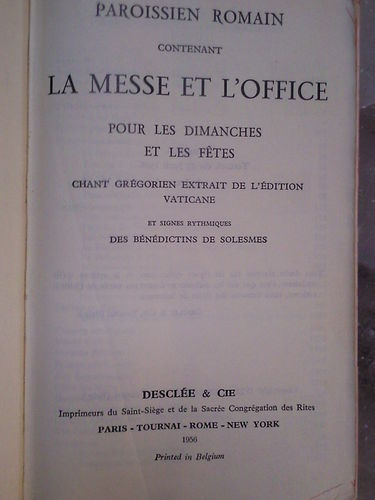 PAROISSIEN ROMAIN
CONTENANT
LA MESSE ET L'OFFICE
POUR LES DIMANCHES
ET LES FÊTES
CHANT GRÉGORIEN EXTRAIT DE L'ÉDITION
VATICANE
ET SIGNES RYTHMIQUES
DES BÉNÉDICTINS DE SOLESMES
DESCLÉE & CIE
Imprimeurs du Saint-Siège et de la Sacrée Congrégation des Rites
PARIS - TOURNAI - ROME - NEW YORK
1956
Printed in Belgium